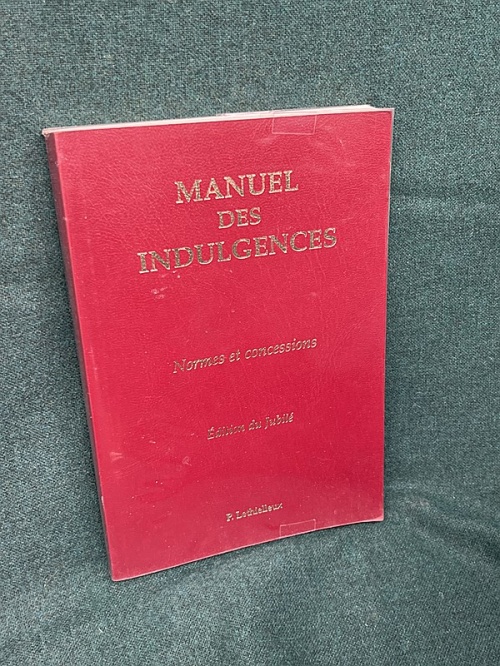 MANUEL
DES
INDULGENCES
Normes et concessions
Édition du Jubilé
P. Lethielleux